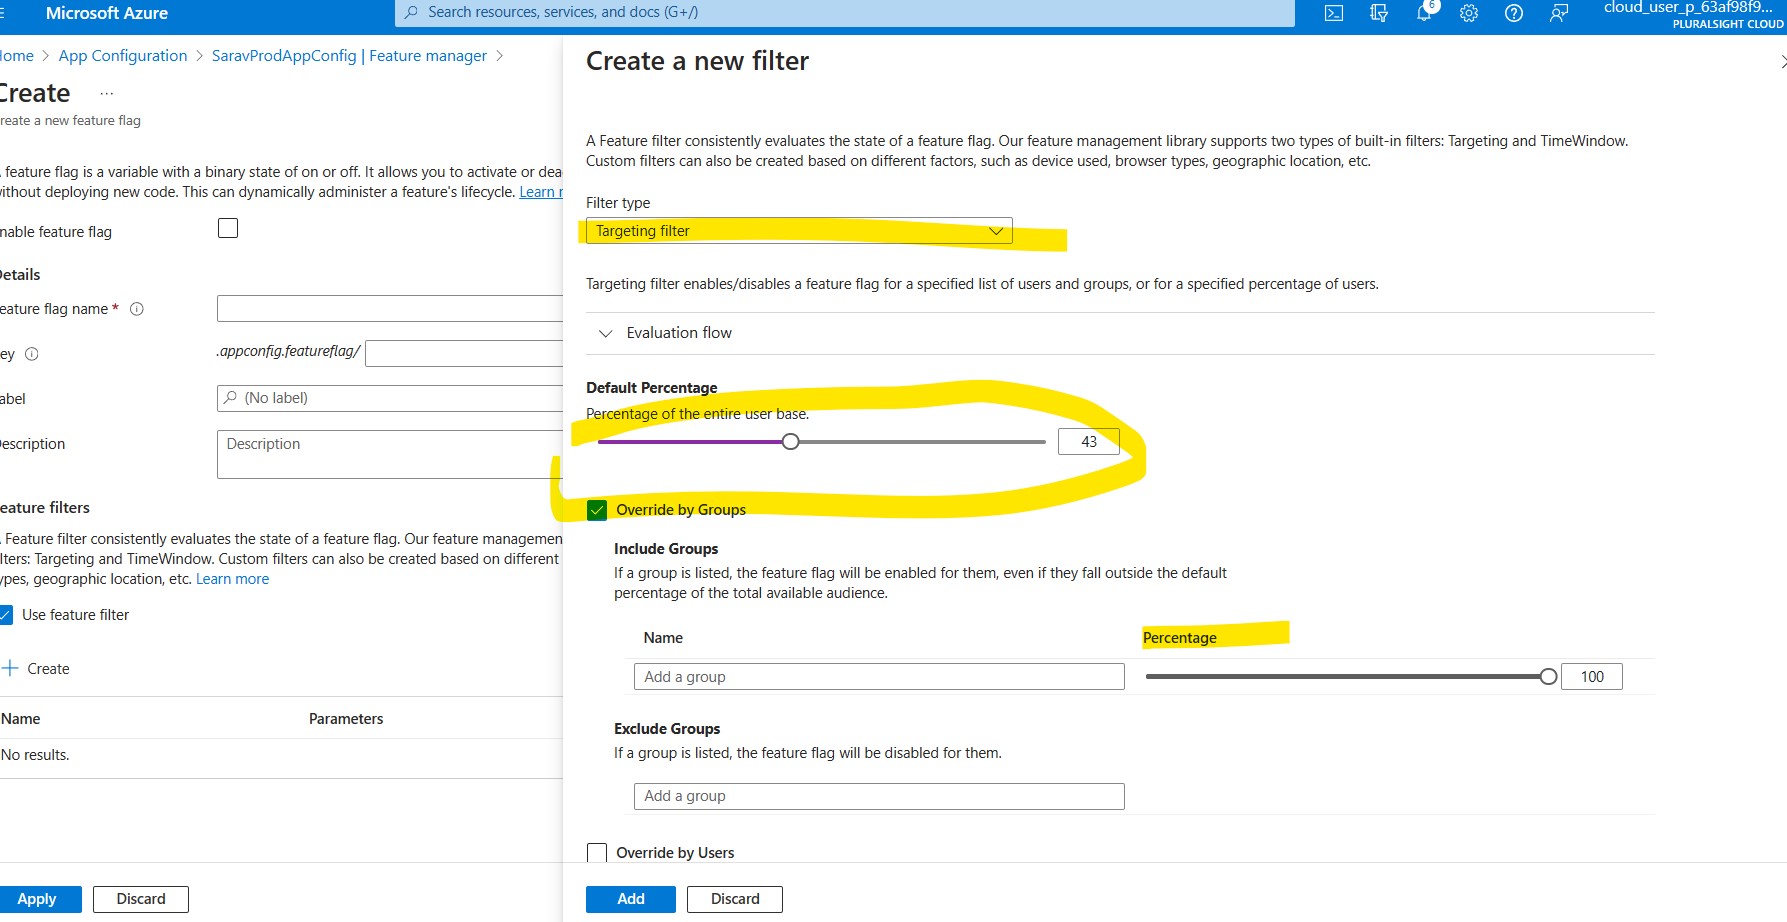 Microsoft Azure
Search resources, services, and docs (G+/)
6
cloud_user_p_63af98f9...
PLURALSIGHT CLOUD
ome > App Configuration > SaravProdAppConfig | Feature manager >
Create ...
reate a new feature flag
feature flag is a variable with a binary state of on or off. It allows you to activate or dea
ithout deploying new code. This can dynamically administer a feature's lifecycle. Learn r
nable feature flag
etails
eature flag name *
ey
.appconfig.featureflag/
abel
(No label)
escription
Description
eature filters
Feature filter consistently evaluates the state of a feature flag. Our feature managemen
lters: Targeting and TimeWindow. Custom filters can also be created based on different
ypes, geographic location, etc. Learn more
Use feature filter
+ Create
Name Parameters
No results.
Apply Discard
Create a new filter
A Feature filter consistently evaluates the state of a feature flag. Our feature management library supports two types of built-in filters: Targeting and TimeWindow.
Custom filters can also be created based on different factors, such as device used, browser types, geographic location, etc.
Filter type
Targeting filter
Targeting filter enables/disables a feature flag for a specified list of users and groups, or for a specified percentage of users.
Evaluation flow
Default Percentage
Percentage of the entire user base.
43
Override by Groups
Include Groups
If a group is listed, the feature flag will be enabled for them, even if they fall outside the default
percentage of the total available audience.
Name Percentage
Add a group 100
Exclude Groups
If a group is listed, the feature flag will be disabled for them.
Add a group
Override by Users
Add Discard